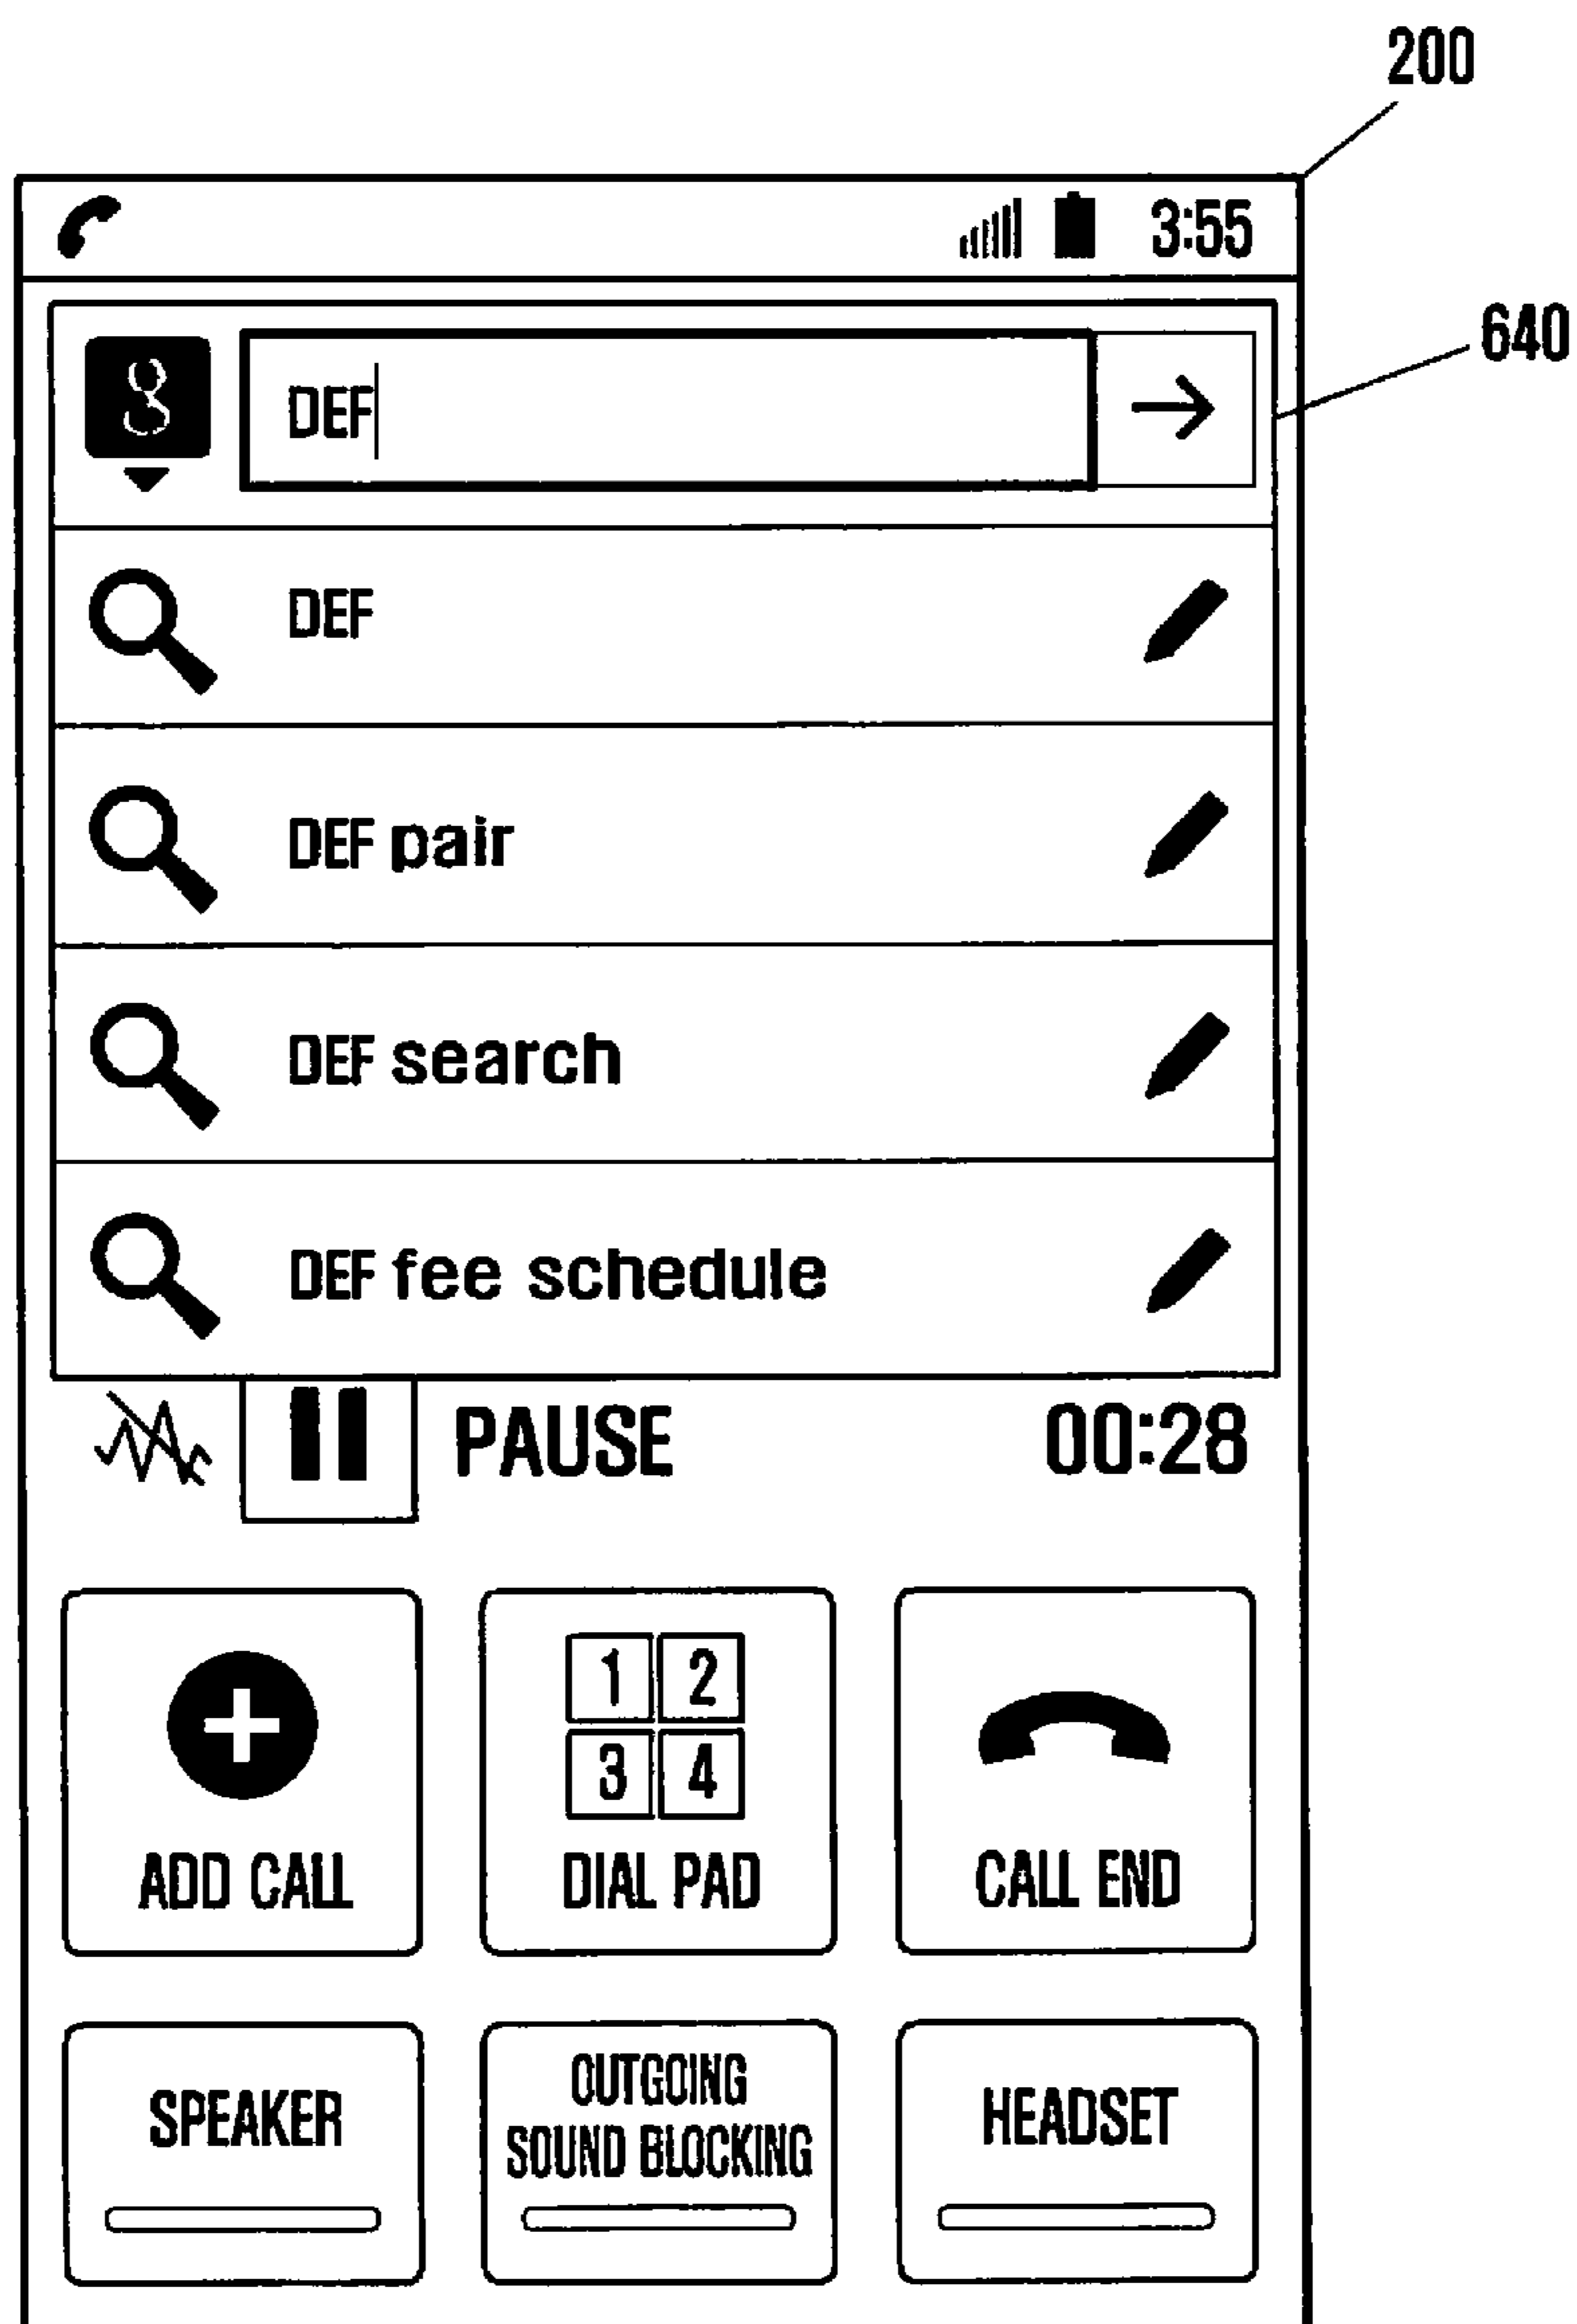 200
3:55
640
8
DEF
DEF
DEF pair
DEF search
DEF fee schedule
PAUSE 00:28
1 2
3 4
ADD CALL DIAL PAD CALL END
SPEAKER OUTGOING SOUND BLOCKING HEADSET